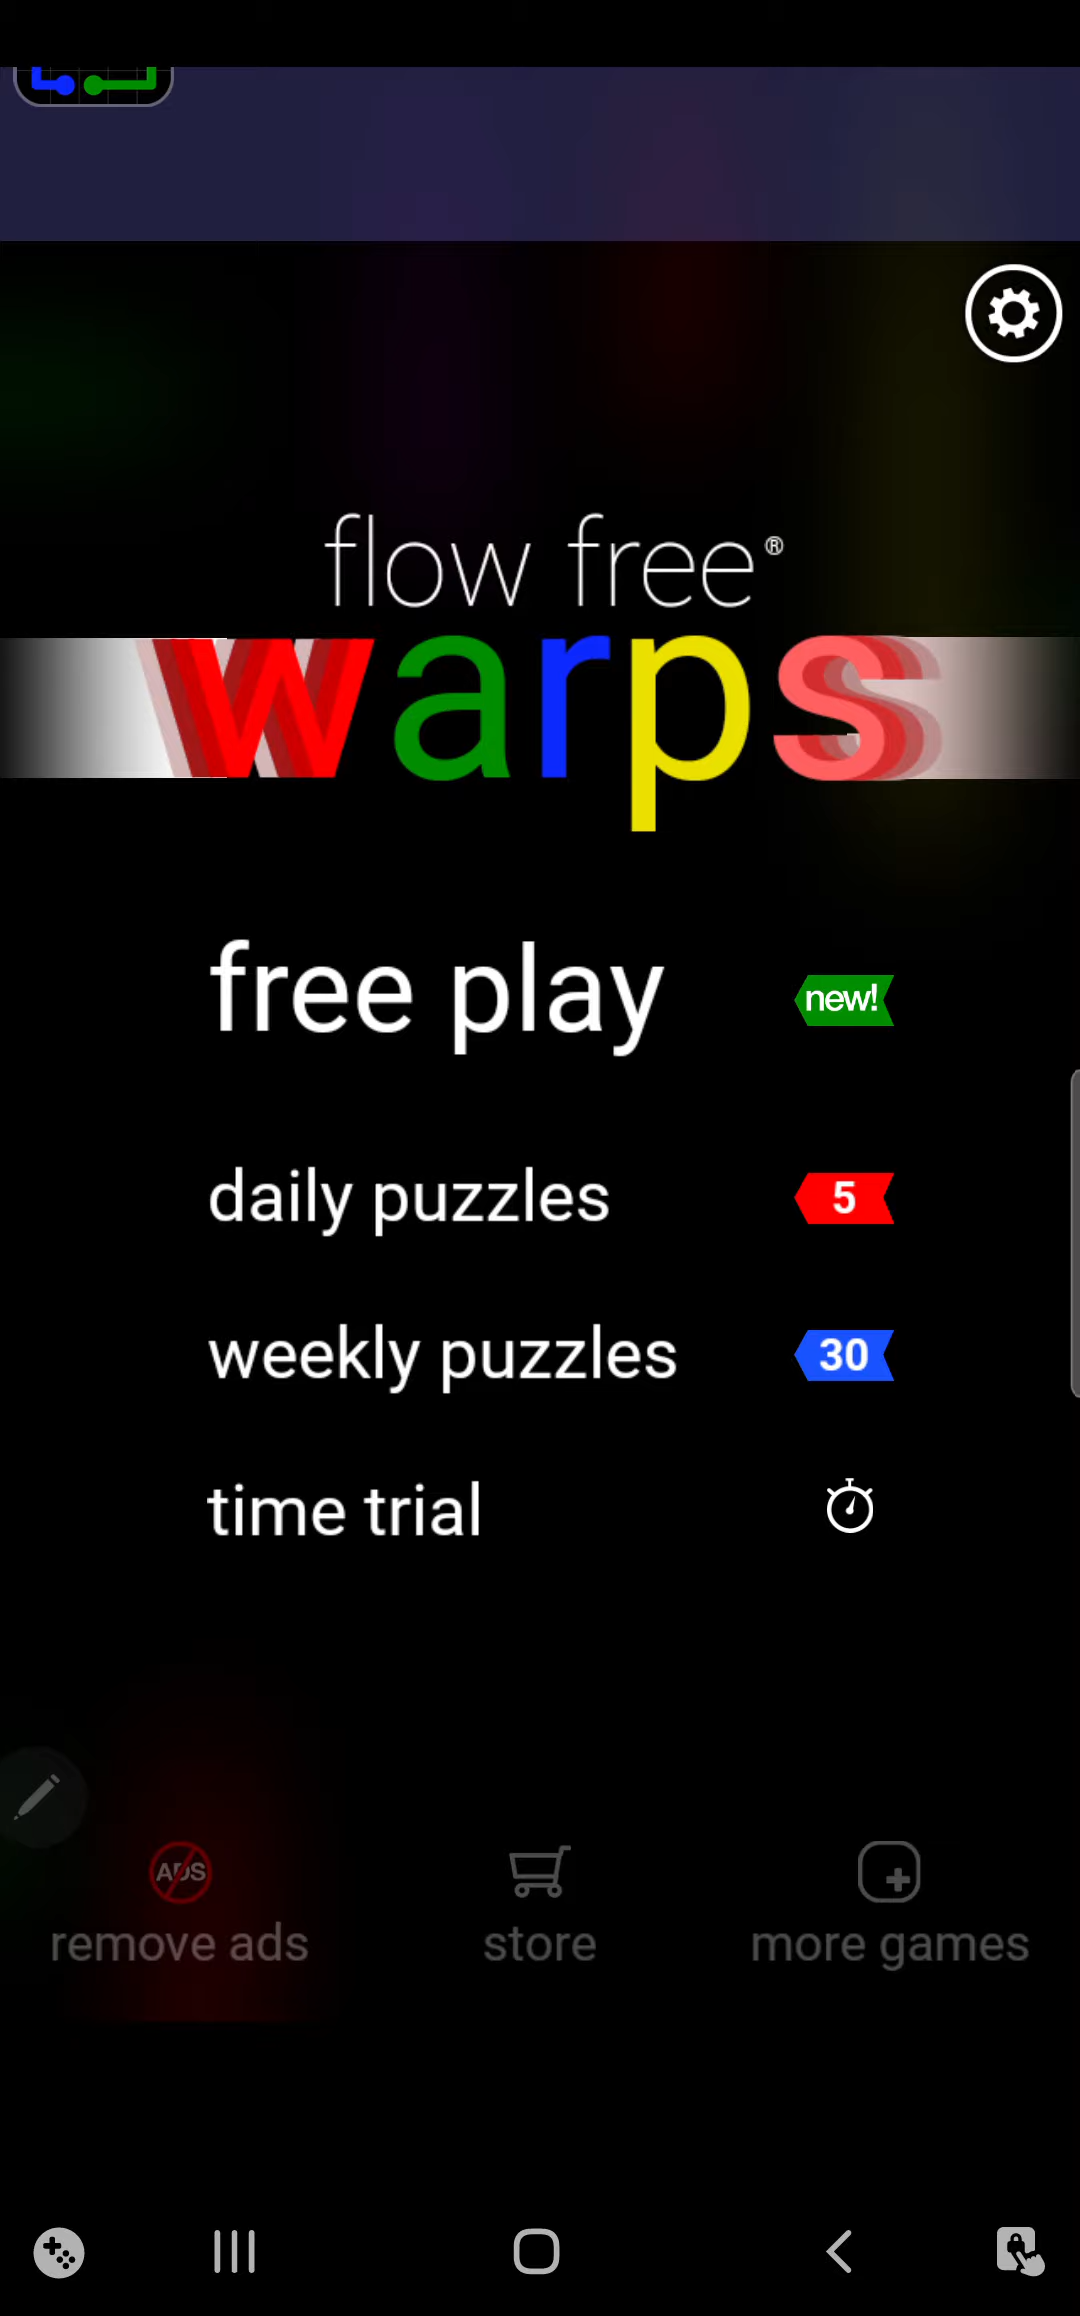 flow free®
warps
free play
new!
daily puzzles
5
weekly puzzles
30
time trial
ADS
remove ads
store
more games